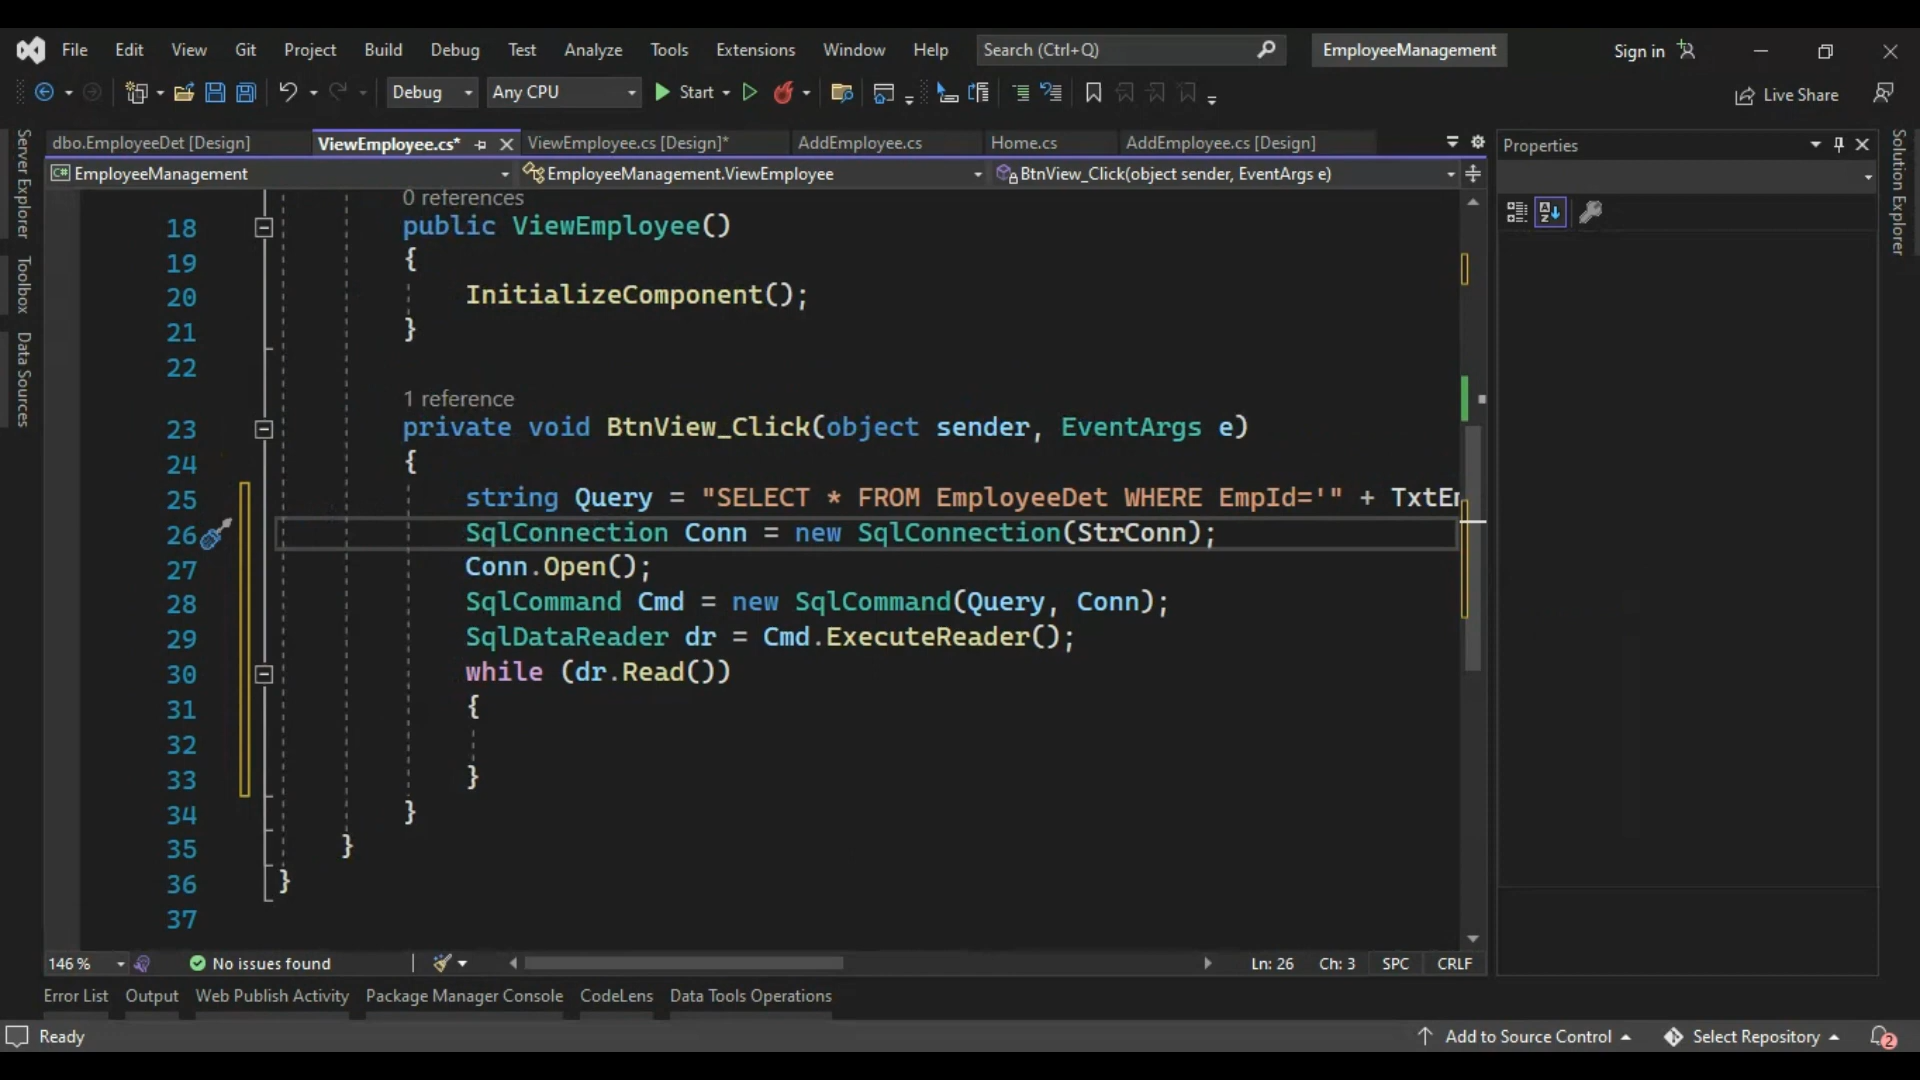 File Edit View Git Project Build Debug Test Analyze Tools Extensions Window Help Search (Ctrl+Q) EmployeeManagement Sign in
Debug Any CPU Start Live Share
dbo.EmployeeDet [Design] ViewEmployee.cs* ViewEmployee.cs [Design]* AddEmployee.cs Home.cs AddEmployee.cs [Design]
EmployeeManagement EmployeeManagement.ViewEmployee BtnView_Click(object sender, EventArgs e)
Properties
Server Explorer
Toolbox
Data Sources
Solution Explorer
0 references
18 public ViewEmployee()
19 {
20 InitializeComponent();
21 }
22
1 reference
23 private void BtnView_Click(object sender, EventArgs e)
24 {
25 string Query = "SELECT * FROM EmployeeDet WHERE EmpId='" + TxtEm
26 SqlConnection Conn = new SqlConnection(StrConn);
27 Conn.Open();
28 SqlCommand Cmd = new SqlCommand(Query, Conn);
29 SqlDataReader dr = Cmd.ExecuteReader();
30 while (dr.Read())
31 {
32
33 }
34 }
35 }
36 }
37
146 % No issues found Ln: 26 Ch: 3 SPC CRLF
Error List Output Web Publish Activity Package Manager Console CodeLens Data Tools Operations
Ready Add to Source Control Select Repository 2